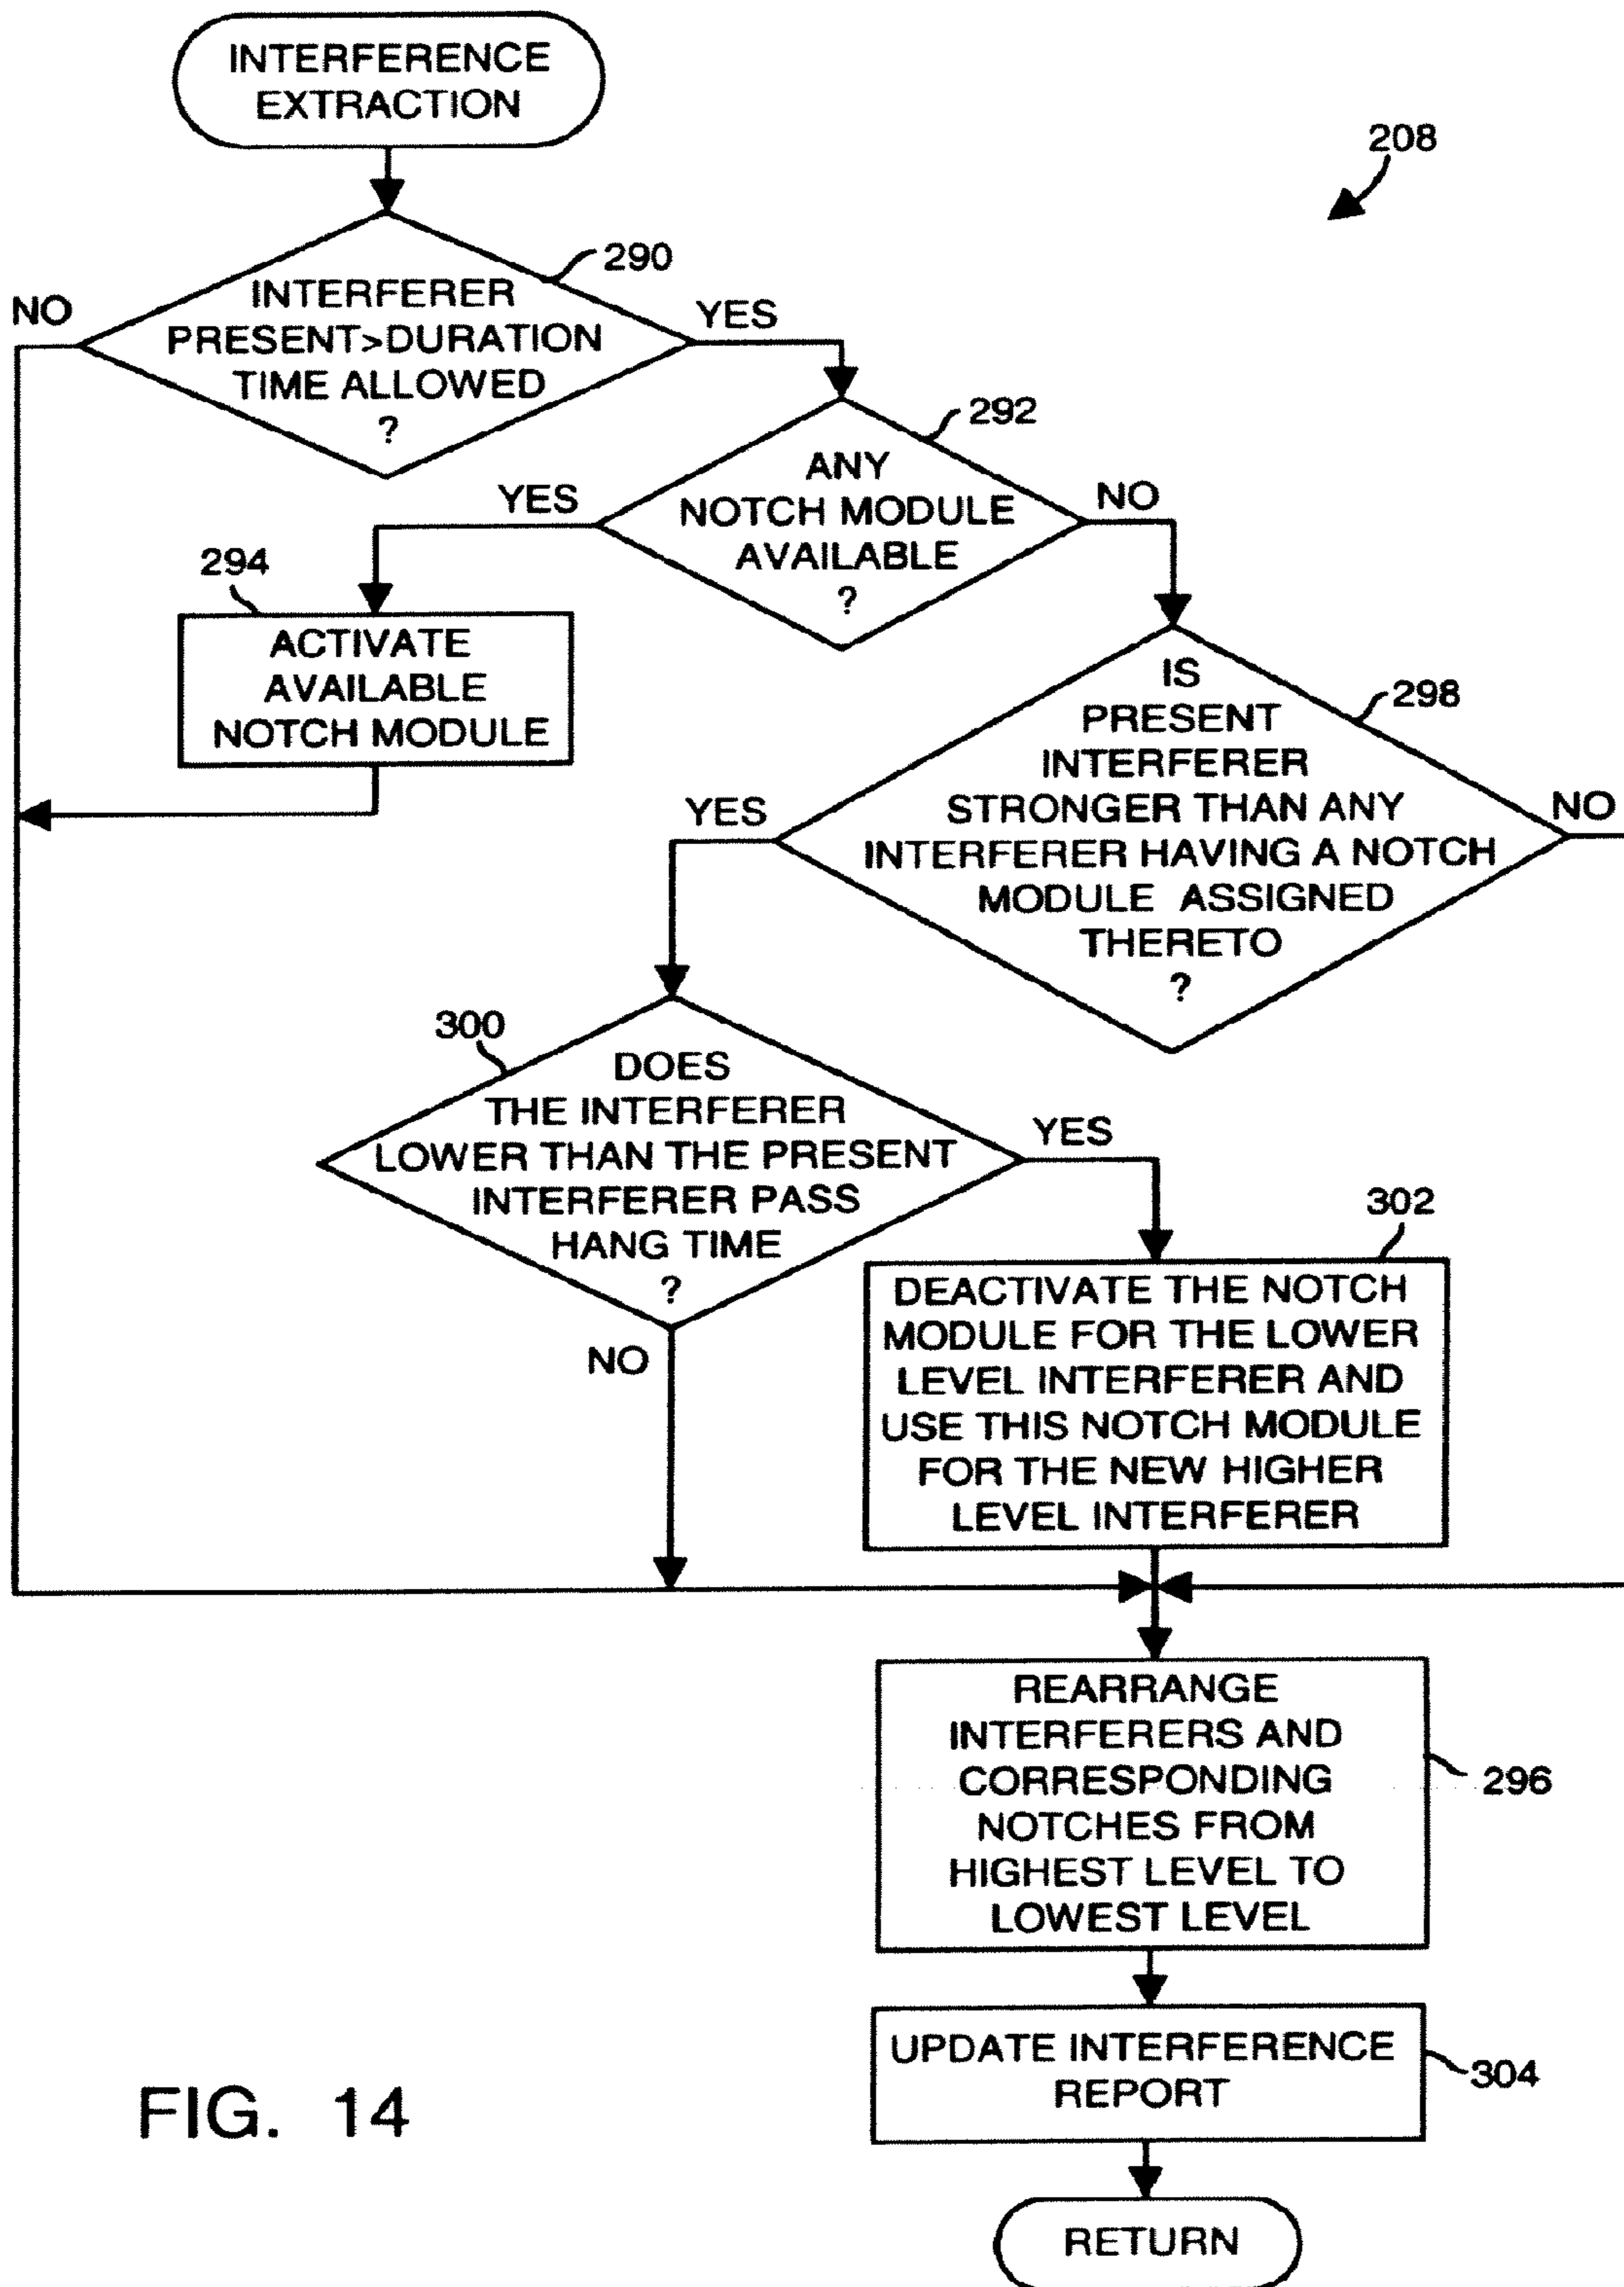 INTERFERENCE
EXTRACTION
208
290
NO
INTERFERER
PRESENT>DURATION
TIME ALLOWED
?
YES
292
ANY
NOTCH MODULE
AVAILABLE
?
YES
NO
294
ACTIVATE
AVAILABLE
NOTCH MODULE
298
IS
PRESENT
INTERFERER
STRONGER THAN ANY
INTERFERER HAVING A NOTCH
MODULE ASSIGNED
THERETO
?
YES
NO
300
DOES
THE INTERFERER
LOWER THAN THE PRESENT
INTERFERER PASS
HANG TIME
?
YES
NO
302
DEACTIVATE THE NOTCH
MODULE FOR THE LOWER
LEVEL INTERFERER AND
USE THIS NOTCH MODULE
FOR THE NEW HIGHER
LEVEL INTERFERER
REARRANGE
INTERFERERS AND
CORRESPONDING
NOTCHES FROM
HIGHEST LEVEL TO
LOWEST LEVEL
296
UPDATE INTERFERENCE
REPORT
304
FIG. 14
RETURN